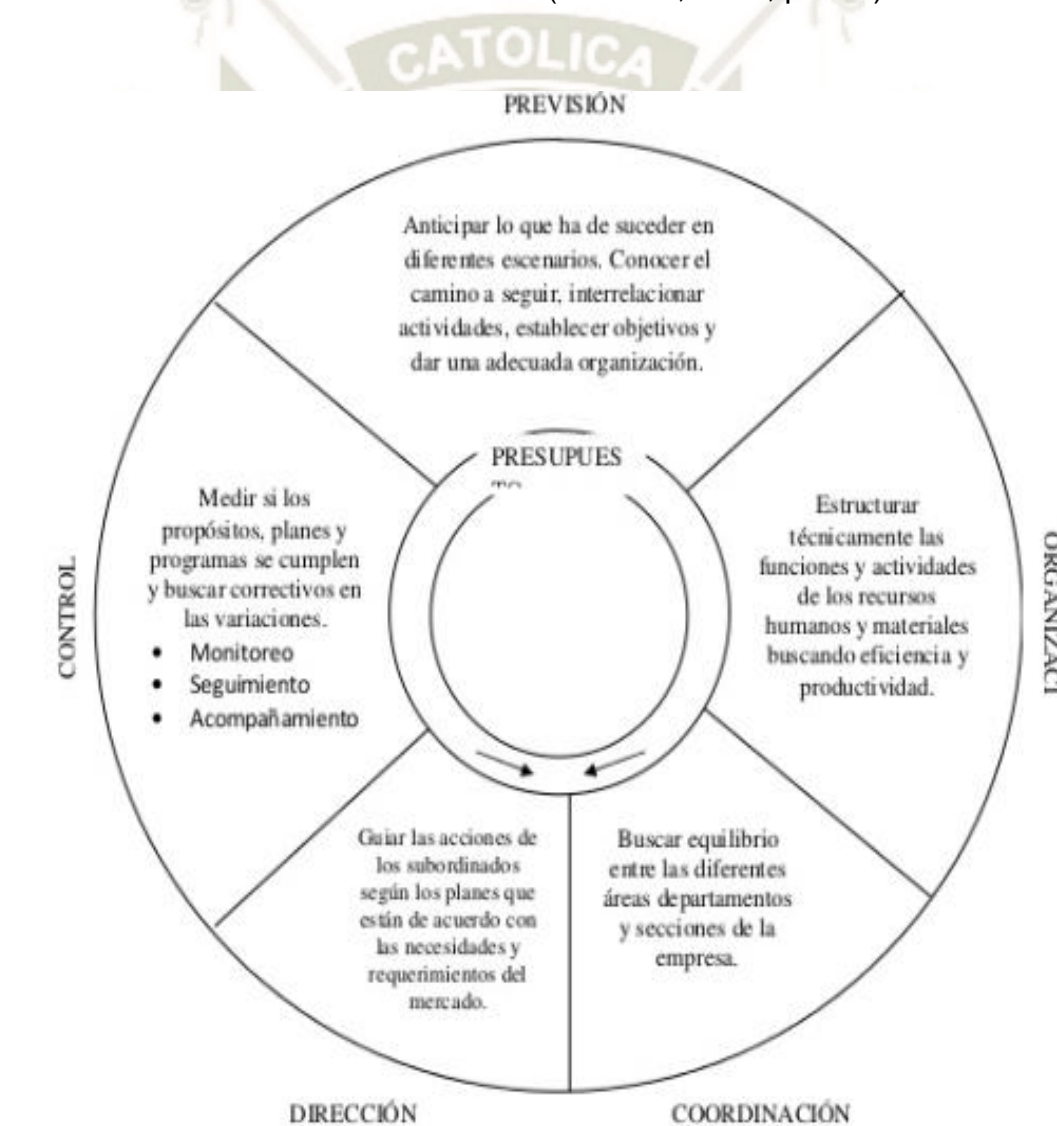 CATOLICA
PREVISIÓN
Anticipar lo que ha de suceder en
diferentes escenarios. Conocer el
camino a seguir, interrelacionar
actividades, establecer objetivos y
dar una adecuada organización.
PRESUPUES
Medir si los
propósitos, planes y
programas se cumplen
y buscar correctivos en
las variaciones.
• Monitoreo
• Seguimiento
• Acompañamiento
CONTROL
Estructurar
técnicamente las
funciones y actividades
de los recursos
humanos y materiales
buscando eficiencia y
productividad.
ORGANIZACI
Guiar las acciones de
los subordinados
según los planes que
están de acuerdo con
las necesidades y
requerimientos del
mercado.
Buscar equilibrio
entre las diferentes
áreas departamentos
y secciones de la
empresa.
DIRECCIÓN
COORDINACIÓN